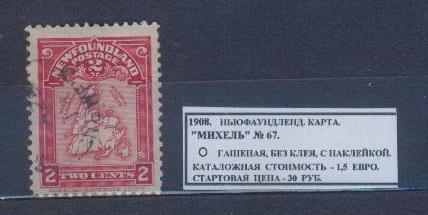 NEWFOUNDLAND
POSTAGE
2
2 TWO CENTS 2
1908. НЬЮФАУНДЛЕНД. КАРТА.
"МИХЕЛЬ" № 67.
О ГАШЕНАЯ, БЕЗ КЛЕЯ, С НАКЛЕЙКОЙ.
КАТАЛОЖНАЯ СТОИМОСТЬ - 1,5 ЕВРО.
СТАРТОВАЯ ЦЕНА - 30 РУБ.